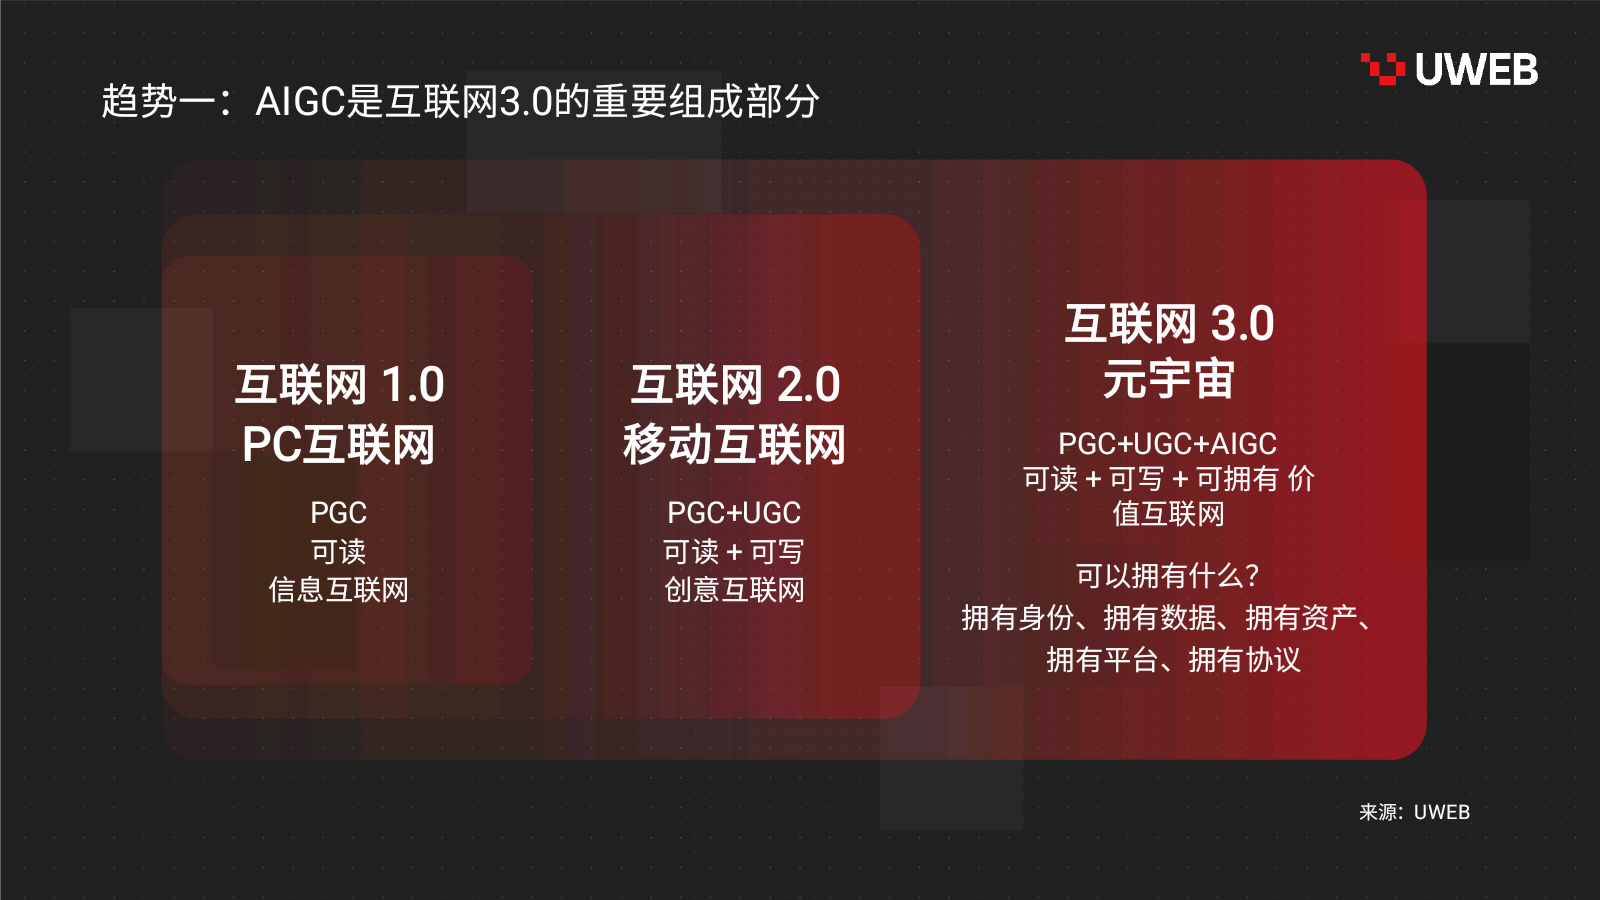 趋势一：AIGC是互联网3.0的重要组成部分
UWEB
互联网 1.0
PC互联网
PGC
可读
信息互联网
互联网 2.0
移动互联网
PGC+UGC
可读 + 可写
创意互联网
互联网 3.0
元宇宙
PGC+UGC+AIGC
可读 + 可写 + 可拥有 价
值互联网
可以拥有什么？
拥有身份、拥有数据、拥有资产、
拥有平台、拥有协议
来源：UWEB